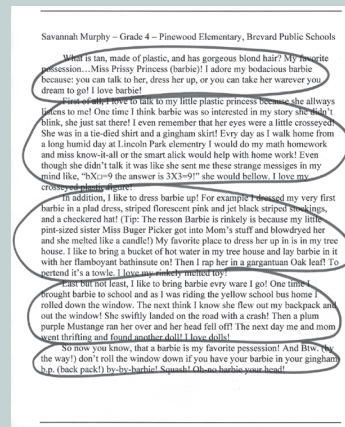 Savannah Murphy – Grade 4 – Pinewood Elementary, Brevard Public Schools
What is tan, made of plastic, and has gorgeous blond hair? My favorite
possession…Miss Prissy Princess (barbie)! I adore my bodacious barbie
because: you can talk to her, dress her up, or you can take her warever you
dream to go! I love barbie!
First of all, I love to talk to my little plastic princess because she allways
listens to me! One time I think barbie was so interested in my story she didn't
blink, she just sat there! I even remember that her eyes were a little crosseyed!
She was in a tie-died shirt and a gingham skirt! Evry day as I walk home from
a long humid day at Lincoln Park elementry I would do my math homework
and miss know-it-all or the smart alick would help with home work! Even
though she didn't talk it was like she sent me these strange messiges in my
mind like, "bX□=9 the answer is 3X3=9!" she would bellow. I love my
crosseyed plastic figure!
In addition, I like to dress barbie up! For example I dressed my very first
barbie in a plad dress, striped florescent pink and jet black striped stockings,
and a checkered hat! (Tip: The resson Barbie is rinkely is because my little
pint-sized sister Miss Buger Picker got into Mom's stuff and blowdryed her
and she melted like a candle!) My favorite place to dress her up in is in my tree
house. I like to bring a bucket of hot water in my tree house and lay barbie in it
with her flamboyant bathinsute on! Then I rap her in a gargantuan Oak leaf! To
pertend it's a towle. I love my rinkely melted toy!
Last but not least, I like to bring barbie evry ware I go! One time I
brought barbie to school and as I was riding the yellow school bus home I
rolled down the window. The next think I know she flew out my backpack and
out the window! She swiftly landed on the road with a crash! Then a plum
purple Mustange ran her over and her head fell off! The next day me and mom
went thrifting and found another doll! I love dolls!
So now you know, that a barbie is my favorite pessession! And Btw. (by
the way!) don't roll the window down if you have your barbie in your gingham
b.p. (back pack!) by-by-barbie! Squash! Oh-no barbie your head!